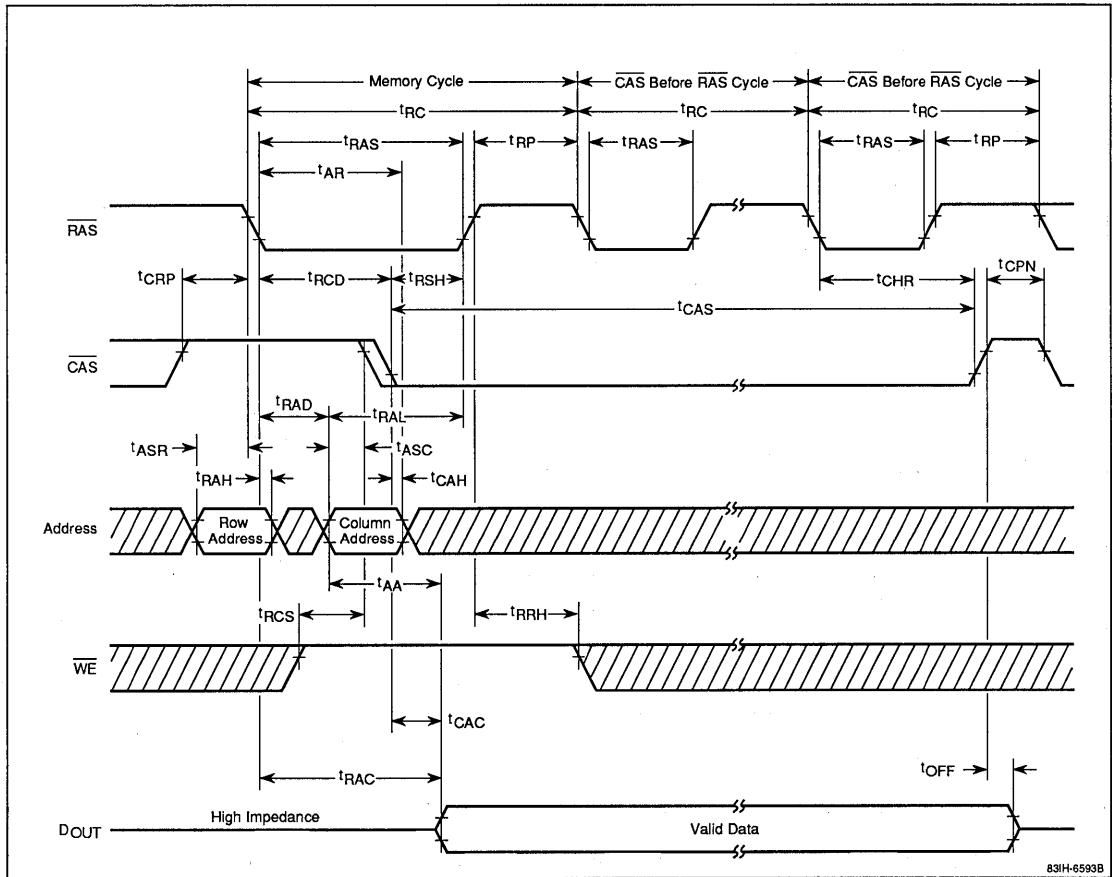 Memory Cycle
CAS Before RAS Cycle
CAS Before RAS Cycle
tRC
tRC
tRC
tRAS
tRP
tRAS
tRAS
tRP
tAR
RAS
tCRP
tRCD
tRSH
tCHR
tCPN
tCAS
CAS
tRAD
tRAL
tASR
tASC
tRAH
tCAH
Address
Row
Address
Column
Address
tAA
tRCS
tRRH
WE
tCAC
tRAC
tOFF
High Impedance
DOUT
Valid Data
83IH-6593B